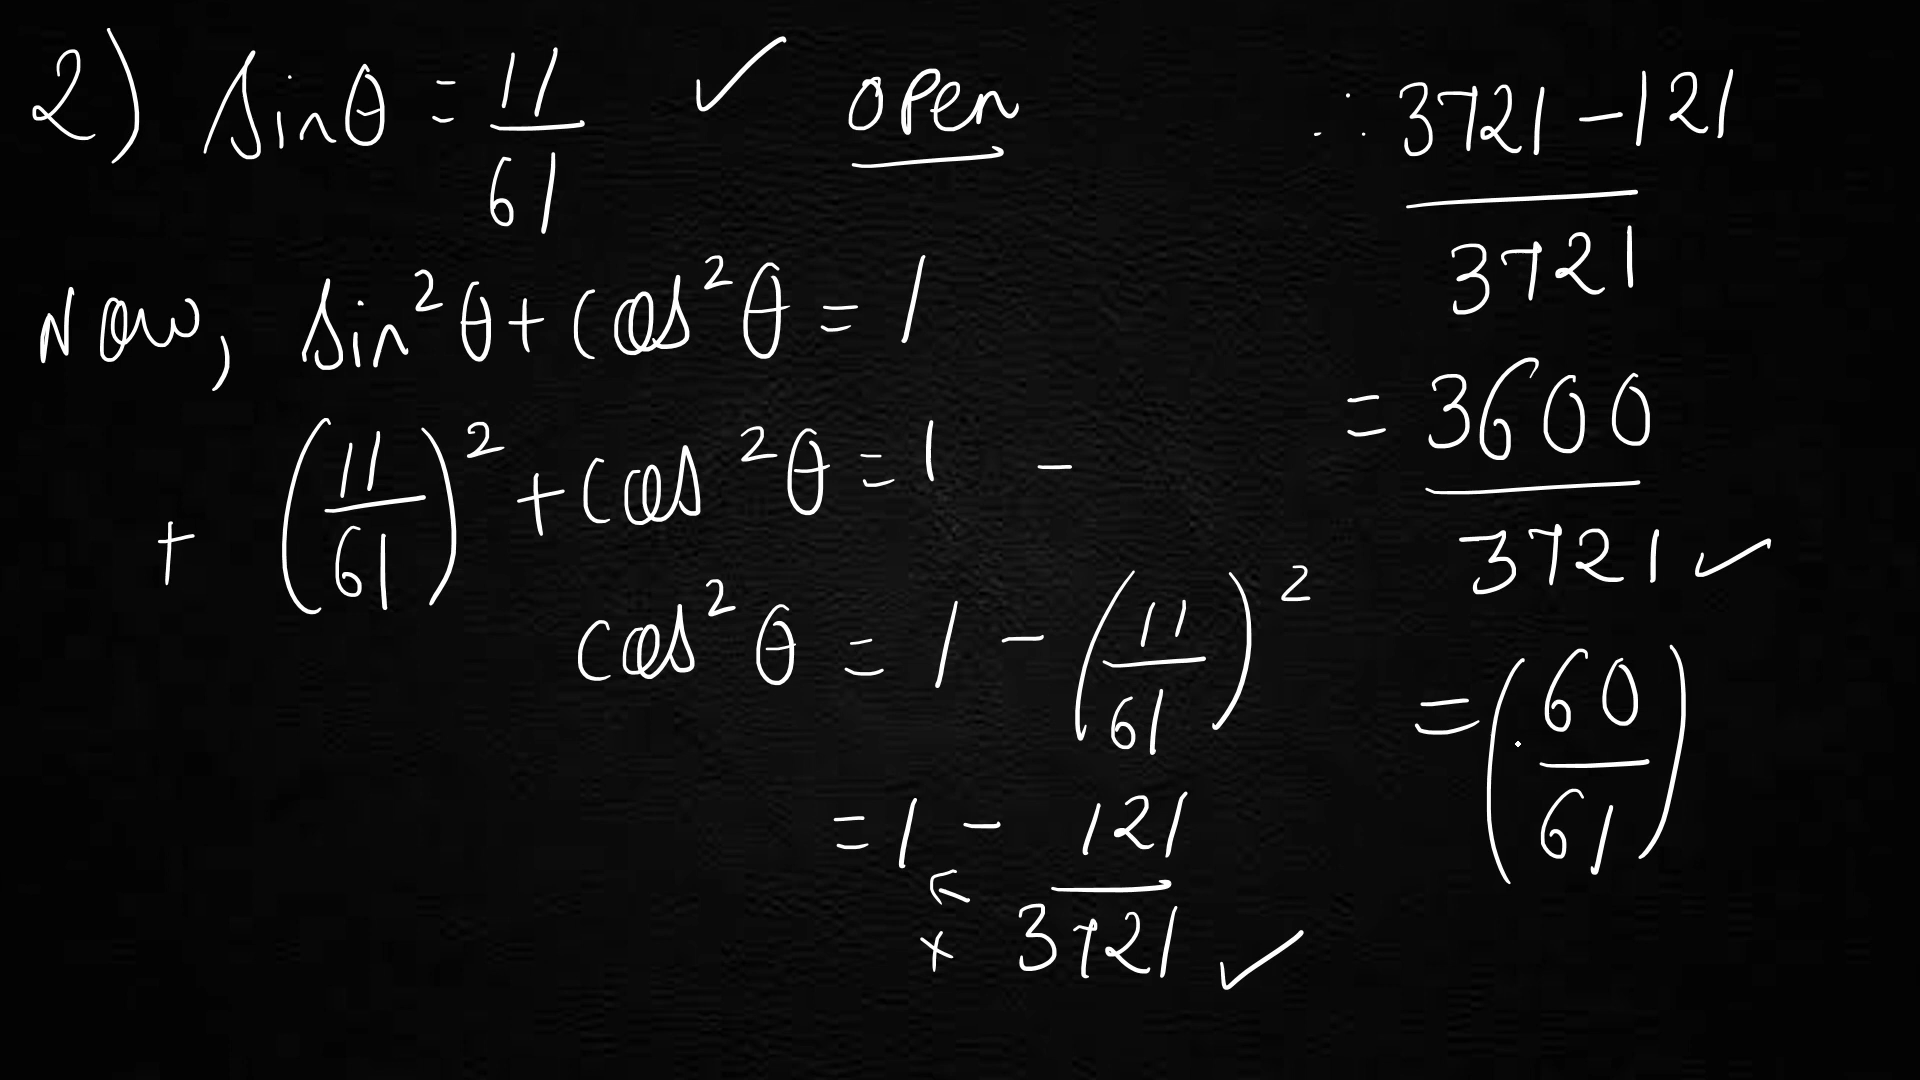 2) sinθ = 11/61 ✓ open
Now, sin²θ + cos²θ = 1
+ (11/61)² + cos²θ = 1 -
cos²θ = 1 - (11/61)²
= 1 - 121/3721 ✓
×
∴ 3721 - 121 / 3721
= 3600/3721 ✓
= (60/61)